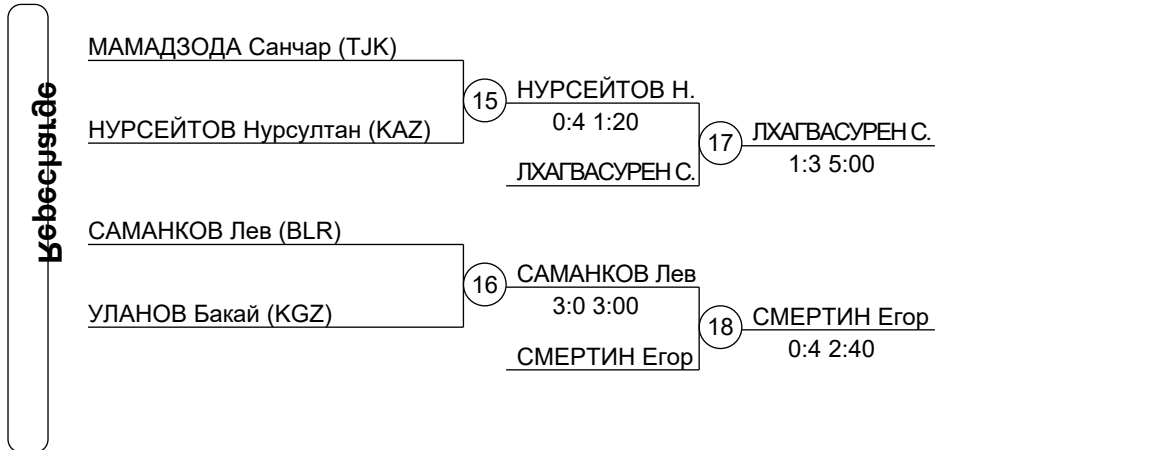 Repecharge
МАМАДЗОДА Санчар (TJK)
НУРСЕЙТОВ Нурсултан (KAZ)
15
НУРСЕЙТОВ Н.
0:4 1:20
ЛХАГВАСУРЕН С.
17
ЛХАГВАСУРЕН С.
1:3 5:00
САМАНКОВ Лев (BLR)
УЛАНОВ Бакай (KGZ)
16
САМАНКОВ Лев
3:0 3:00
СМЕРТИН Егор
18
СМЕРТИН Егор
0:4 2:40